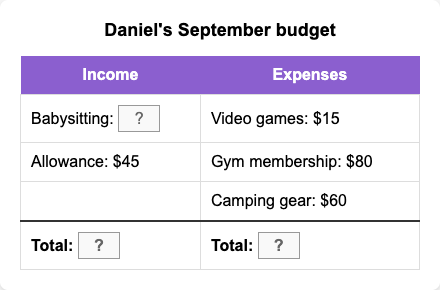 Daniel's September budget
Income Expenses
Babysitting: ? Video games: $15
Allowance: $45 Gym membership: $80
Camping gear: $60
Total: ? Total: ?